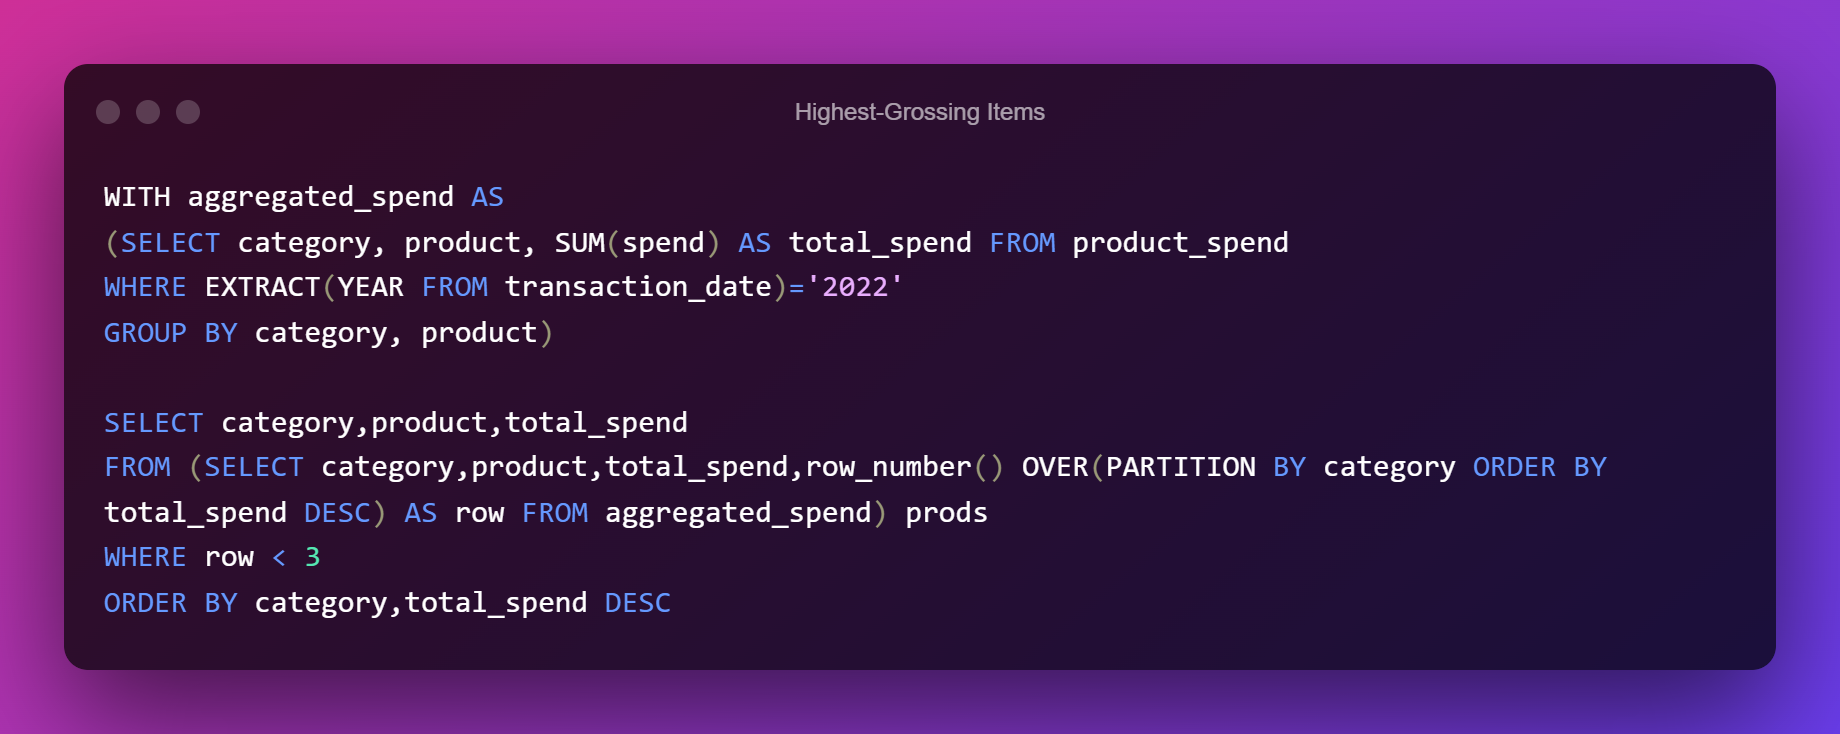 Highest-Grossing Items
WITH aggregated_spend AS
(SELECT category, product, SUM(spend) AS total_spend FROM product_spend
WHERE EXTRACT(YEAR FROM transaction_date)='2022'
GROUP BY category, product)
SELECT category,product,total_spend
FROM (SELECT category,product,total_spend,row_number() OVER(PARTITION BY category ORDER BY
total_spend DESC) AS row FROM aggregated_spend) prods
WHERE row < 3
ORDER BY category,total_spend DESC